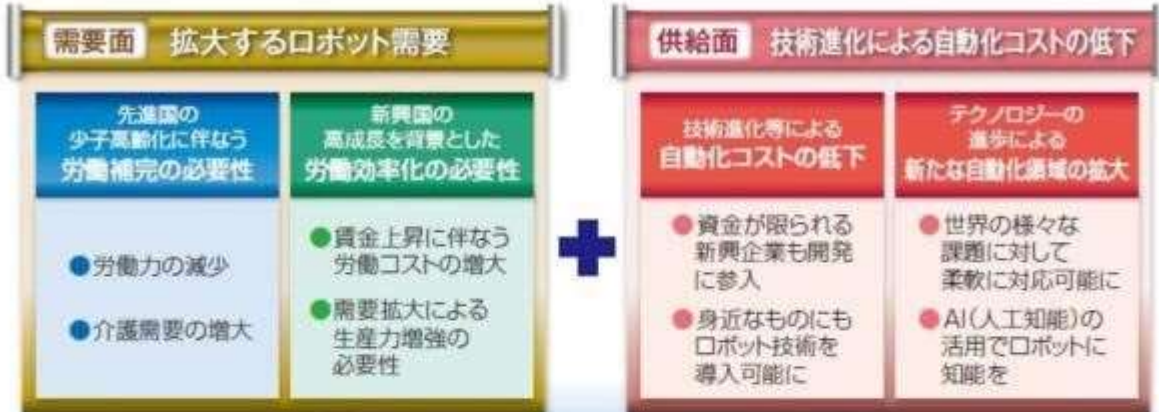 需要面 拡大するロボット需要
先進国の
少子高齢化に伴なう
労働補完の必要性
●労働力の減少
●介護需要の増大
新興国の
高成長を背景とした
労働効率化の必要性
●賃金上昇に伴なう
労働コストの増大
●需要拡大による
生産力増強の
必要性
供給面 技術進化による自動化コストの低下
技術進化等による
自動化コストの低下
●資金が限られる
新興企業も開発
に参入
●身近なものにも
ロボット技術を
導入可能に
テクノロジーの
進歩による
新たな自動化領域の拡大
●世界の様々な
課題に対して
柔軟に対応可能に
●AI(人工知能)の
活用でロボットに
知能を